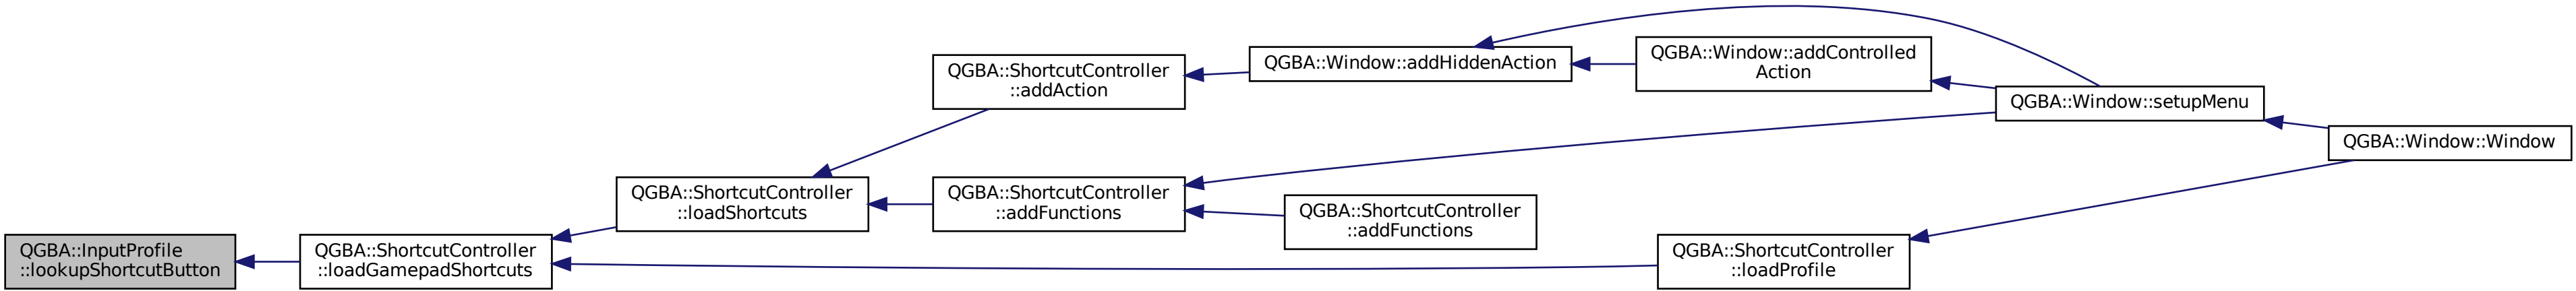 QGBA::InputProfile
::lookupShortcutButton
QGBA::ShortcutController
::loadGamepadShortcuts
QGBA::ShortcutController
::loadShortcuts
QGBA::ShortcutController
::addAction
QGBA::Window::addHiddenAction
QGBA::Window::addControlled
Action
QGBA::Window::setupMenu
QGBA::Window::Window
QGBA::ShortcutController
::addFunctions
QGBA::ShortcutController
::addFunctions
QGBA::ShortcutController
::loadProfile